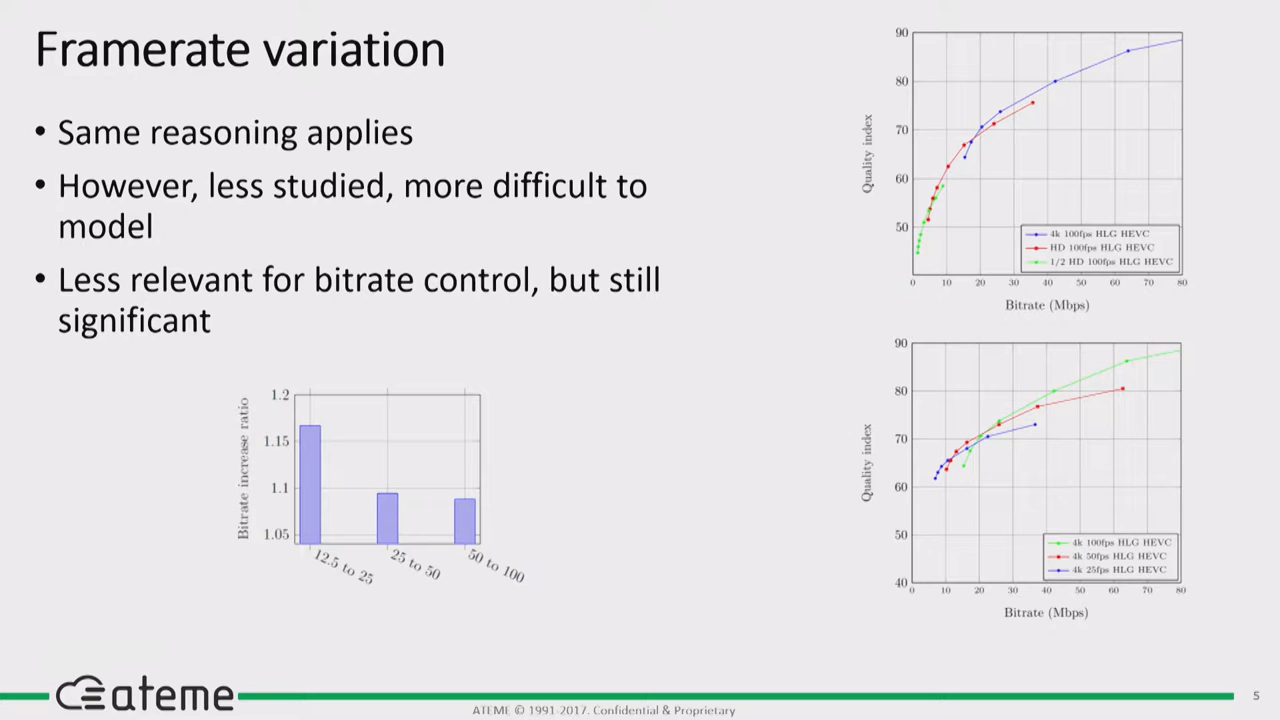 Framerate variation
• Same reasoning applies
• However, less studied, more difficult to
model
• Less relevant for bitrate control, but still
significant
Bitrate increase ratio
1.2
1.15
1.1
1.05
12.5 to 25
25 to 50
50 to 100
Quality index
90
80
70
60
50
4k 100fps HLG HEVC
HD 100fps HLG HEVC
1/2 HD 100fps HLG HEVC
0 10 20 30 40 50 60 70 80
Bitrate (Mbps)
Quality index
90
80
70
60
50
40
4k 100fps HLG HEVC
4k 50fps HLG HEVC
4k 25fps HLG HEVC
0 10 20 30 40 50 60 70 80
Bitrate (Mbps)
ateme
ATEME © 1991-2017. Confidential & Proprietary
5